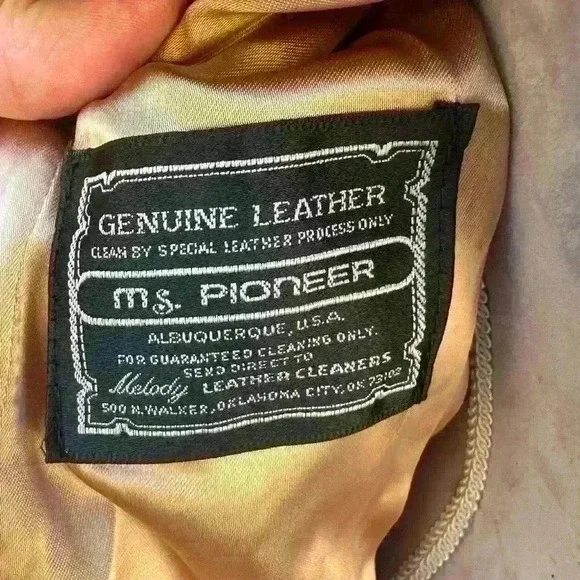 GENUINE LEATHER
CLEAN BY SPECIAL LEATHER PROCESS ONLY
Ms. PIONEER
ALBUQUERQUE, U.S.A.
FOR GUARANTEED CLEANING ONLY.
SEND DIRECT TO
Melody LEATHER CLEANERS
500 N. WALKER, OKLAHOMA CITY, OK 73102